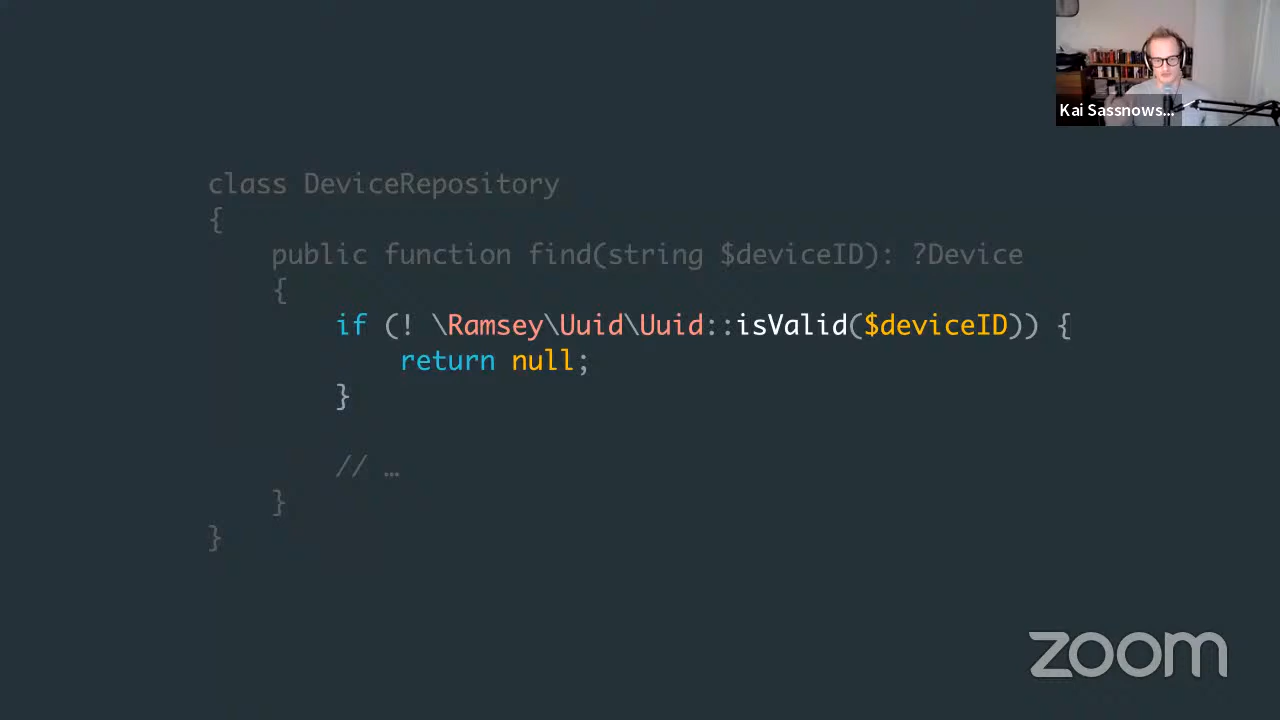 Kai Sassnows...
class DeviceRepository
{
public function find(string $deviceID): ?Device
{
if (! \Ramsey\Uuid\Uuid::isValid($deviceID)) {
return null;
}
// …
}
}
zoom